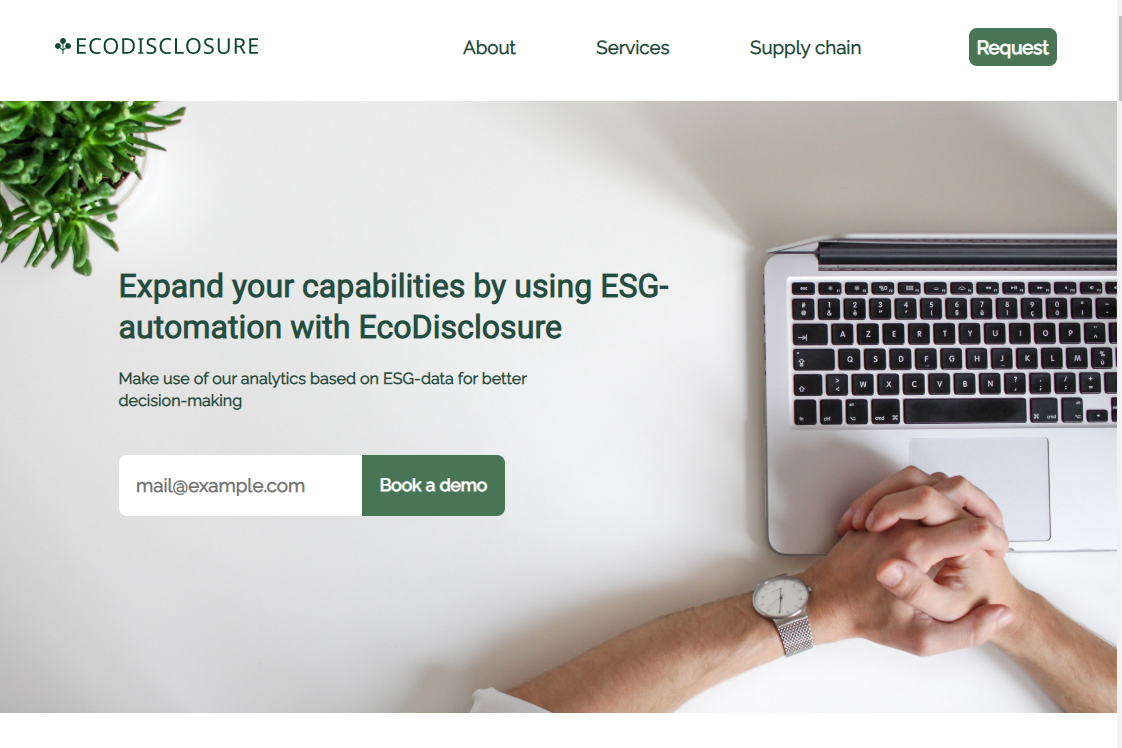 ECODISCLOSURE
About
Services
Supply chain
Request
Expand your capabilities by using ESG-
automation with EcoDisclosure
Make use of our analytics based on ESG-data for better
decision-making
mail@example.com
Book a demo
A Z E R T Y U I O P
Q S D F G H J K L M
W X C V B N